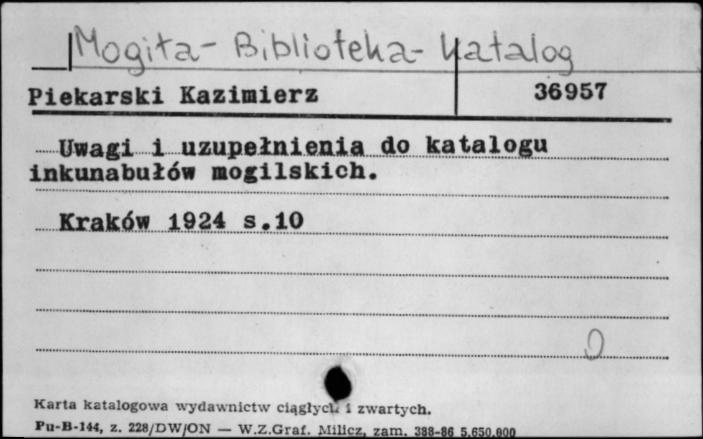 Mogiła - Biblioteka - Katalog
Piekarski Kazimierz 36957
Uwagi i uzupełnienia do katalogu
inkunabułów mogilskich.
Kraków 1924 s.10
Karta katalogowa wydawnictw ciągłych i zwartych.
Pu-B-144, z. 228/DW/ON — W.Z.Graf. Milicz, zam. 388-86 5.650.000